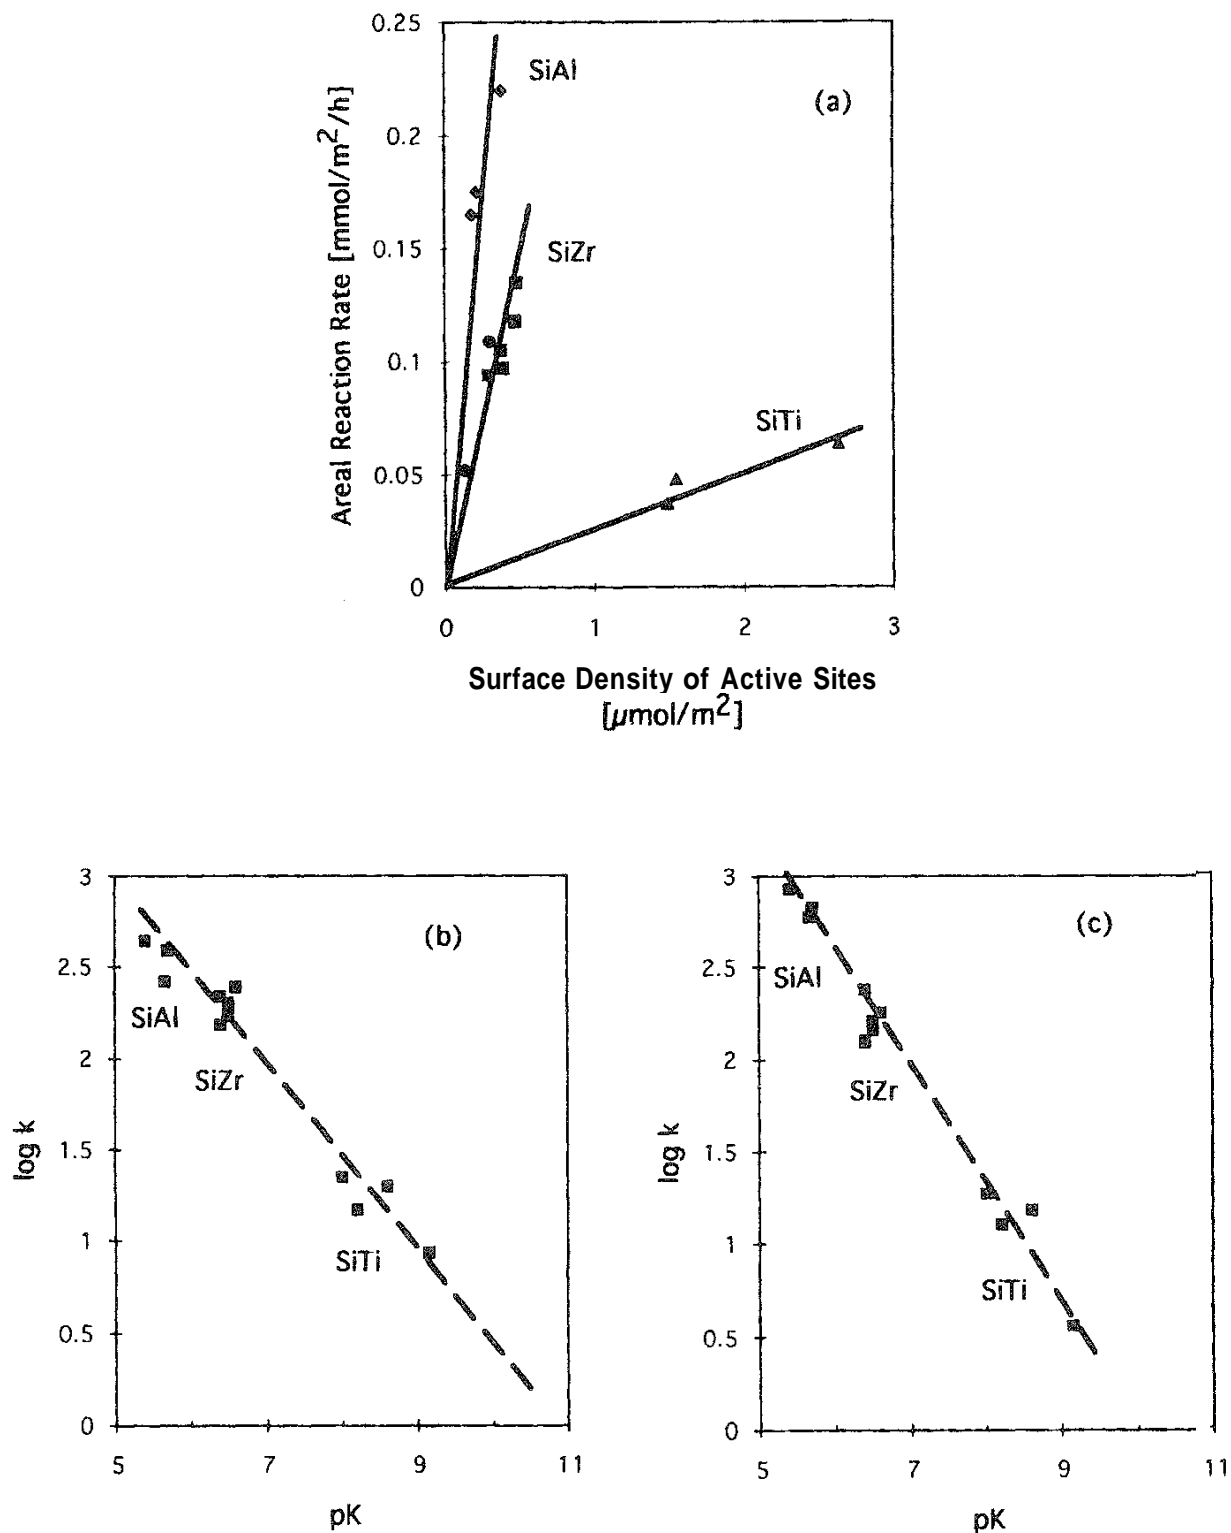 0.25
0.2
0.15
0.1
0.05
0
Areal Reaction Rate [mmol/m²/h]
SiAl
(a)
SiZr
SiTi
0 1 2 3
Surface Density of Active Sites
[μmol/m²]
3
2.5
2
1.5
1
0.5
0
log k
(b)
SiAl
SiZr
SiTi
5 7 9 11
pK
3
2.5
2
1.5
1
0.5
0
log k
(c)
SiAl
SiZr
SiTi
5 7 9 11
pK